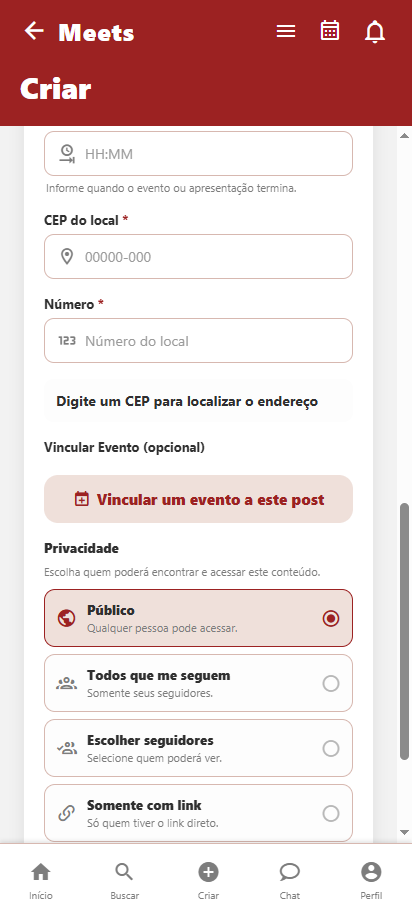 Meets
Criar
HH:MM
Informe quando o evento ou apresentação termina.
CEP do local *
00000-000
Número *
123 Número do local
Digite um CEP para localizar o endereço
Vincular Evento (opcional)
Vincular um evento a este post
Privacidade
Escolha quem poderá encontrar e acessar este conteúdo.
Público
Qualquer pessoa pode acessar.
Todos que me seguem
Somente seus seguidores.
Escolher seguidores
Selecione quem poderá ver.
Somente com link
Só quem tiver o link direto.
Início Buscar Criar Chat Perfil